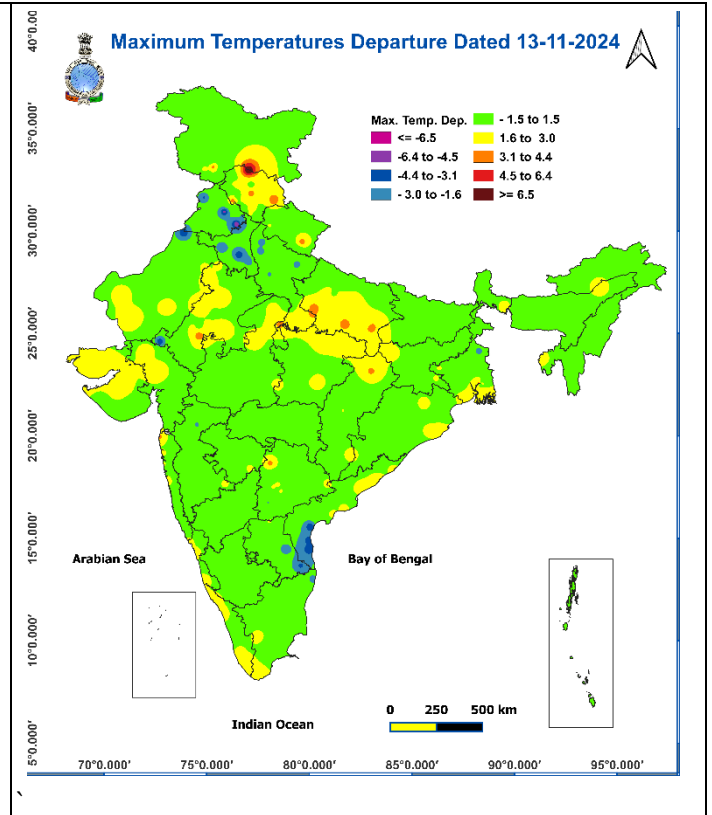 Maximum Temperatures Departure Dated 13-11-2024
Max. Temp. Dep.
<= -6.5
-6.4 to -4.5
-4.4 to -3.1
- 3.0 to -1.6
- 1.5 to 1.5
1.6 to 3.0
3.1 to 4.4
4.5 to 6.4
>= 6.5
40°0.000'
35°0.000'
30°0.000'
25°0.000'
20°0.000'
15°0.000'
10°0.000'
5°0.000'
Arabian Sea
Bay of Bengal
Indian Ocean
0 250 500 km
70°0.000' 75°0.000' 80°0.000' 85°0.000' 90°0.000' 95°0.000'
`